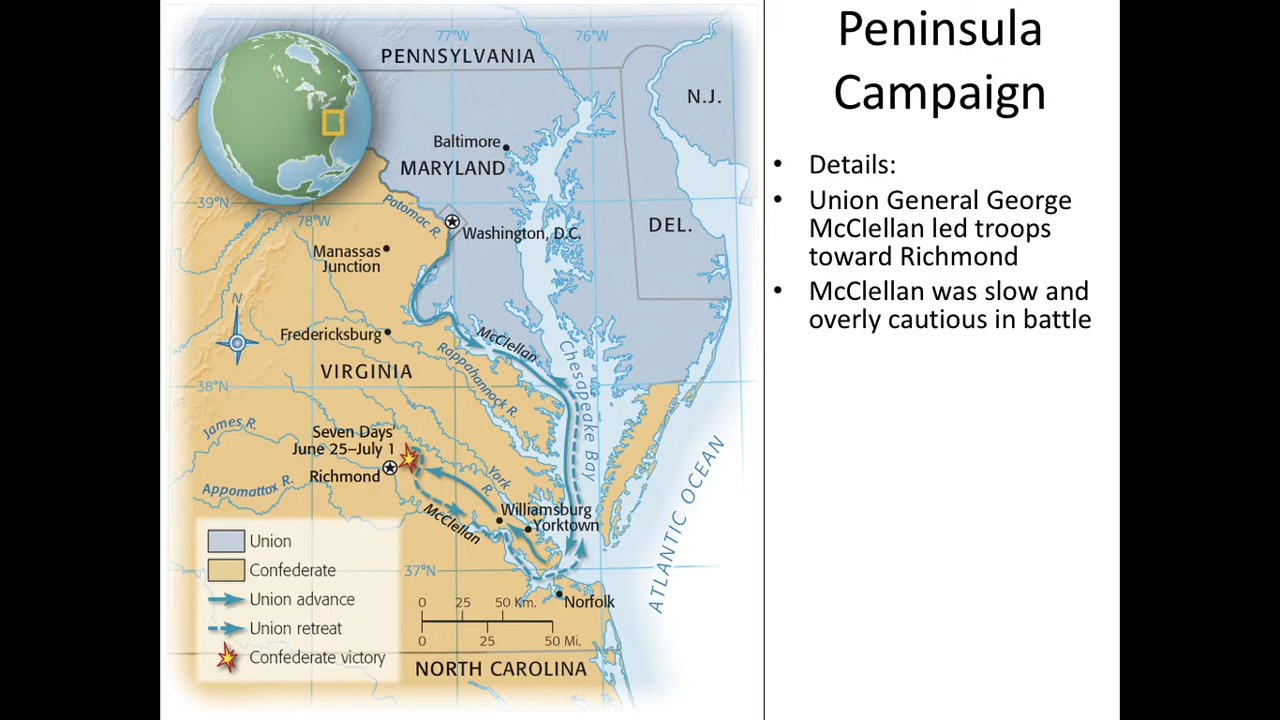 77°W
76°W
PENNSYLVANIA
N.J.
Baltimore
MARYLAND
39°N
78°W
Potomac R.
Washington, D.C.
DEL.
Manassas
Junction
N
Fredericksburg
McClellan
Chesapeake Bay
Rappahannock R.
VIRGINIA
38°N
James R.
Seven Days'
June 25–July 1
Richmond
York
R.
Appomattox R.
McClellan
Williamsburg
Yorktown
ATLANTIC OCEAN
37°N
Norfolk
Union
Confederate
Union advance
Union retreat
Confederate victory
0 25 50 Km.
0 25 50 Mi.
NORTH CAROLINA
Peninsula
Campaign
• Details:
• Union General George
McClellan led troops
toward Richmond
• McClellan was slow and
overly cautious in battle